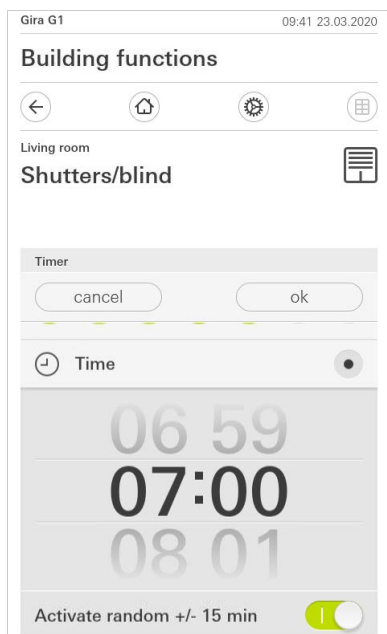 Gira G1 09:41 23.03.2020
Building functions
Living room
Shutters/blind
Timer
cancel ok
Time
06 59
07:00
08 01
Activate random +/- 15 min